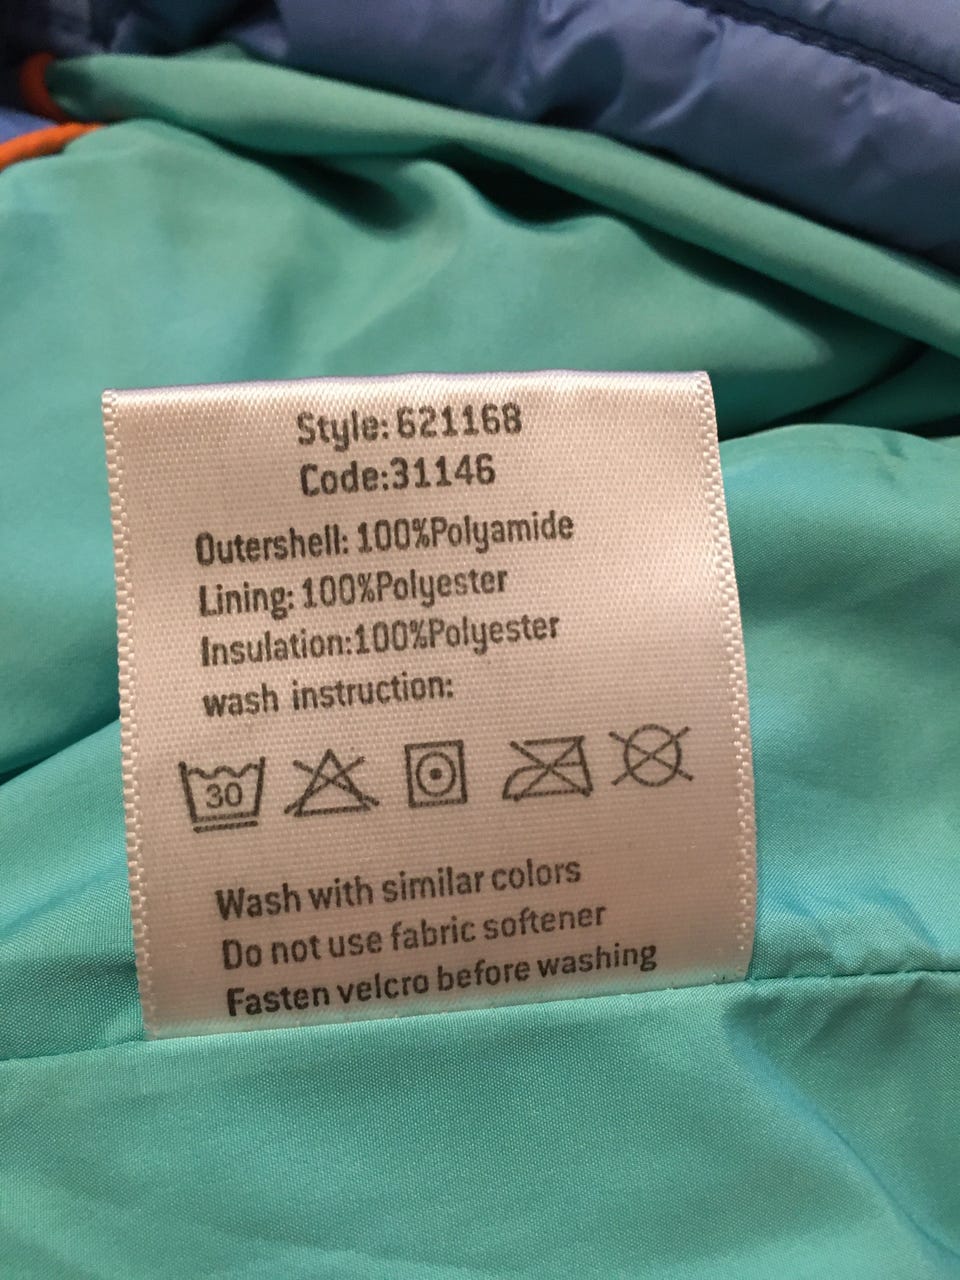 Style: 621168
Code:31146
Outershell: 100%Polyamide
Lining: 100%Polyester
Insulation:100%Polyester
wash instruction:
30
Wash with similar colors
Do not use fabric softener
Fasten velcro before washing